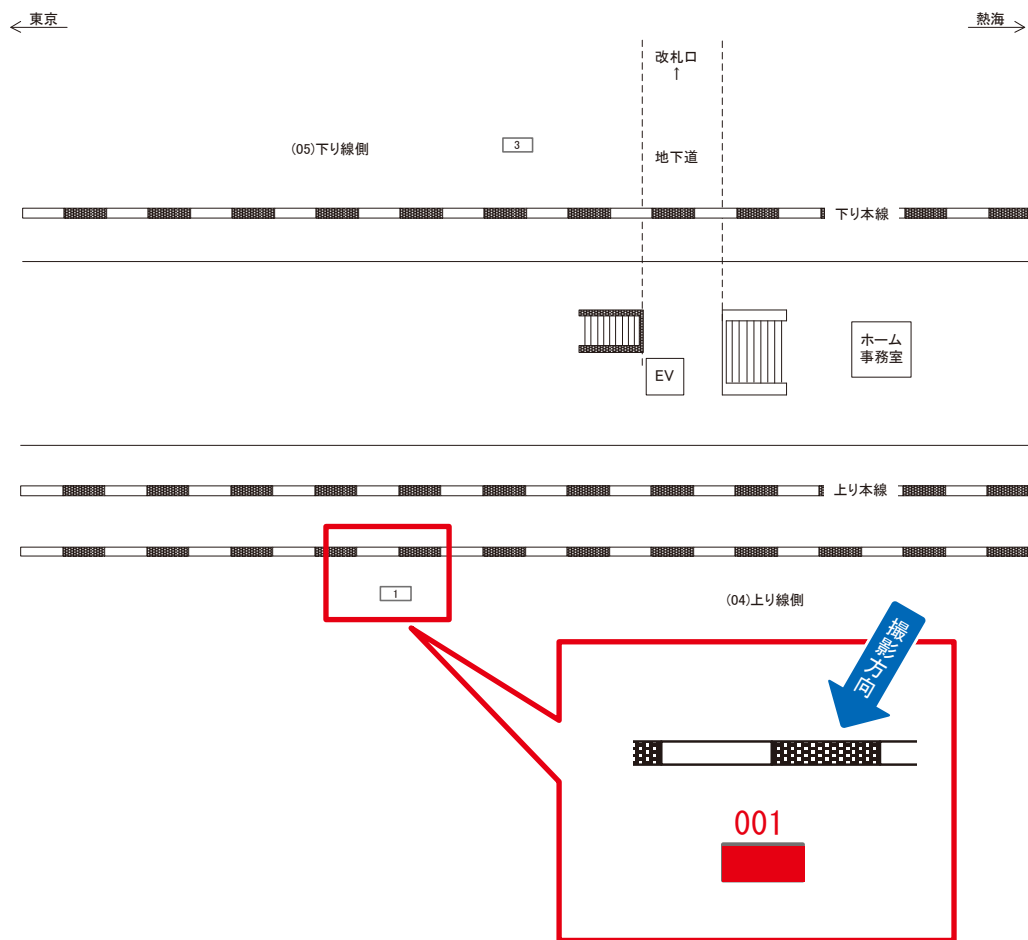 東京
熱海
改札口
↑
(05)下り線側
3
地下道
下り本線
ホーム
事務室
EV
上り本線
1
(04)上り線側
撮影方向
001